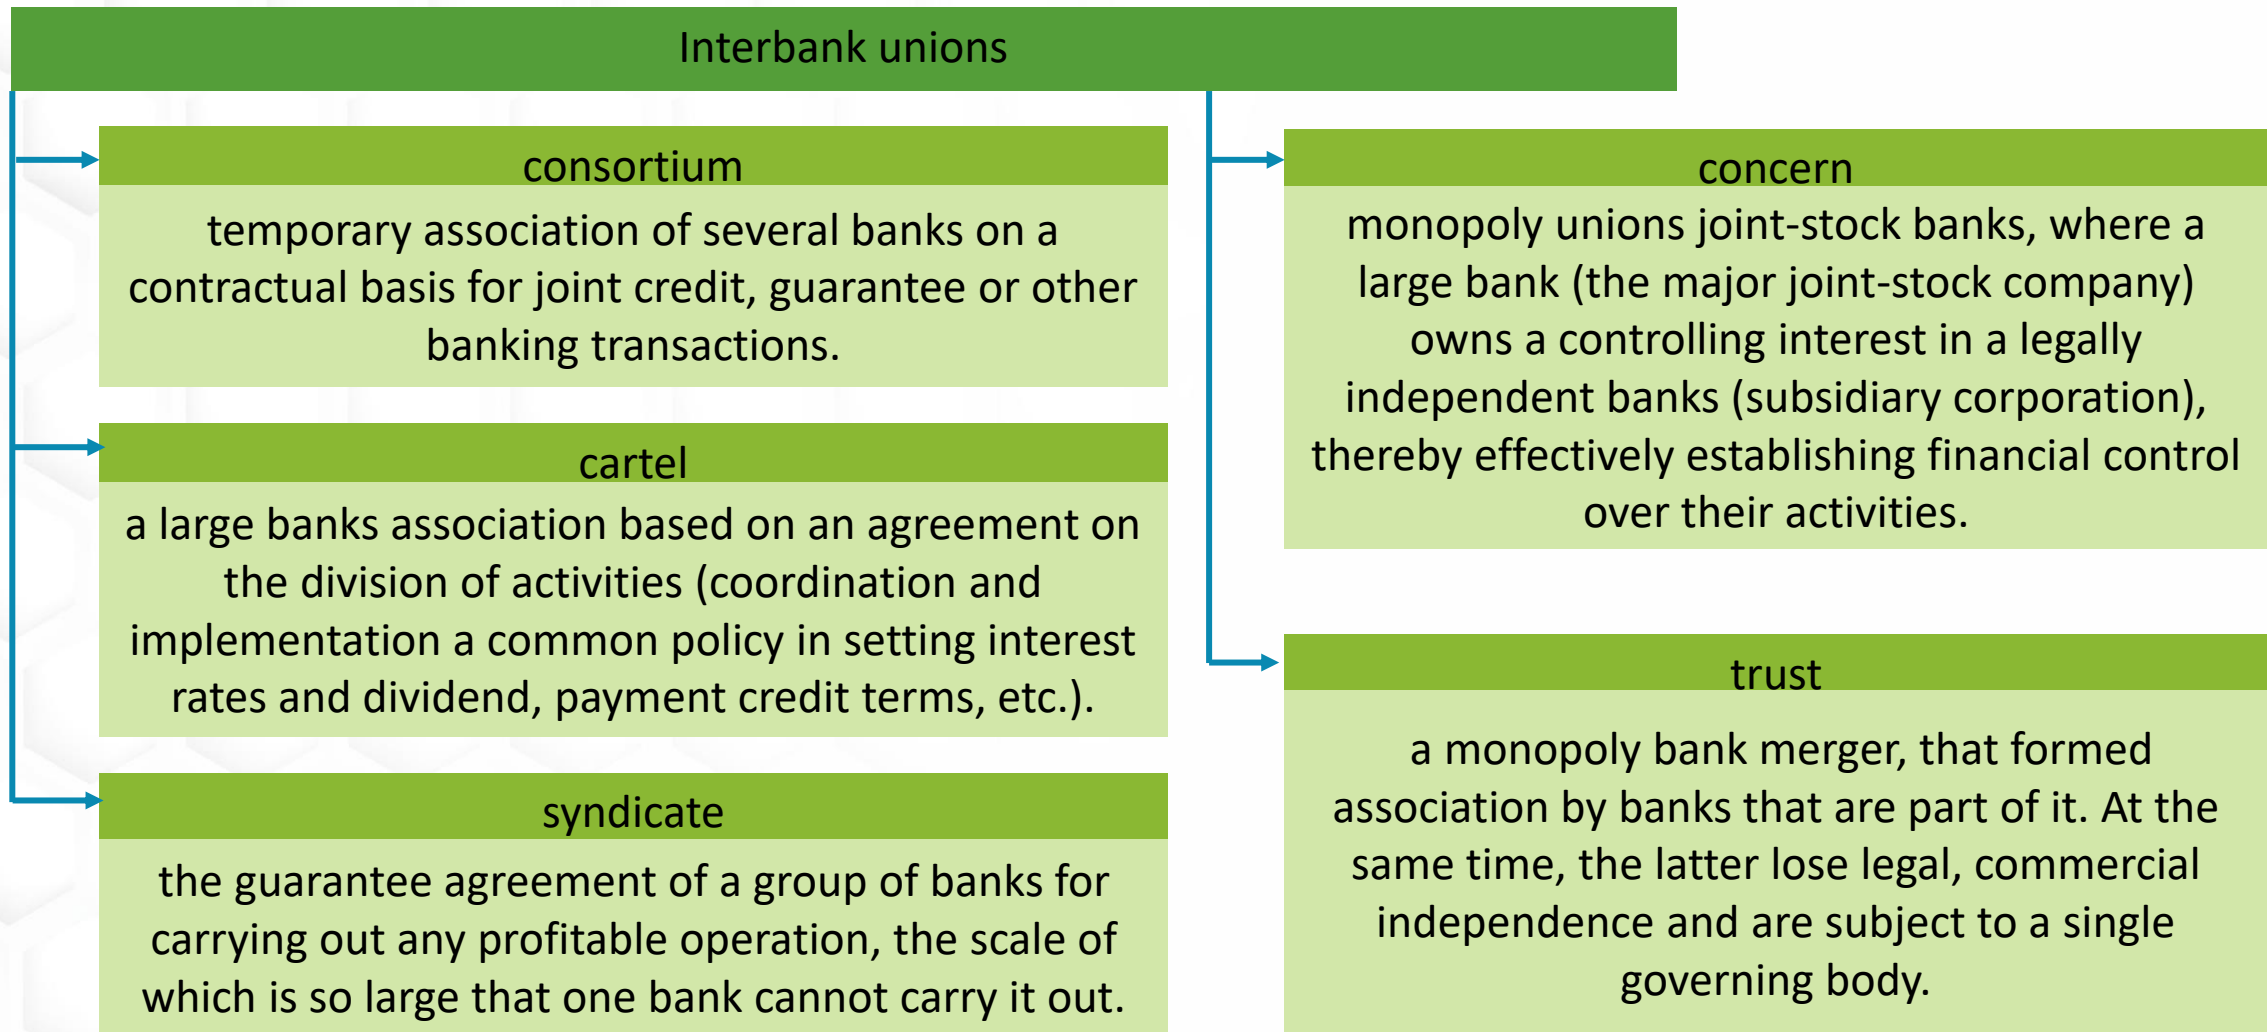 Interbank unions
consortium
temporary association of several banks on a
contractual basis for joint credit, guarantee or other
banking transactions.
cartel
a large banks association based on an agreement on
the division of activities (coordination and
implementation a common policy in setting interest
rates and dividend, payment credit terms, etc.).
syndicate
the guarantee agreement of a group of banks for
carrying out any profitable operation, the scale of
which is so large that one bank cannot carry it out.
concern
monopoly unions joint-stock banks, where a
large bank (the major joint-stock company)
owns a controlling interest in a legally
independent banks (subsidiary corporation),
thereby effectively establishing financial control
over their activities.
trust
a monopoly bank merger, that formed
association by banks that are part of it. At the
same time, the latter lose legal, commercial
independence and are subject to a single
governing body.